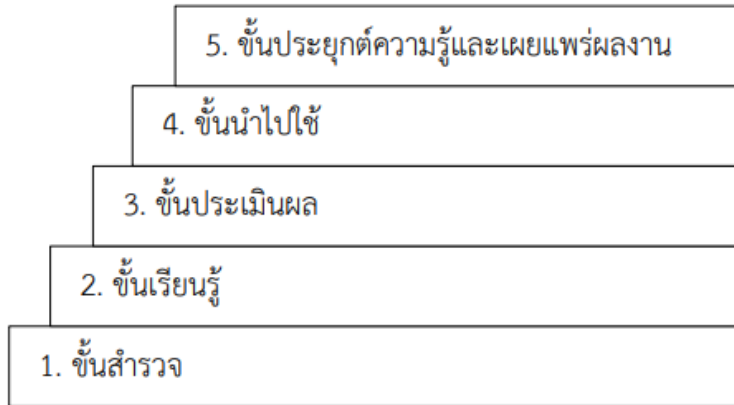 5. ขั้นประยุกต์ความรู้และเผยแพร่ผลงาน
4. ขั้นนำไปใช้
3. ขั้นประเมินผล
2. ขั้นเรียนรู้
1. ขั้นสำรวจ